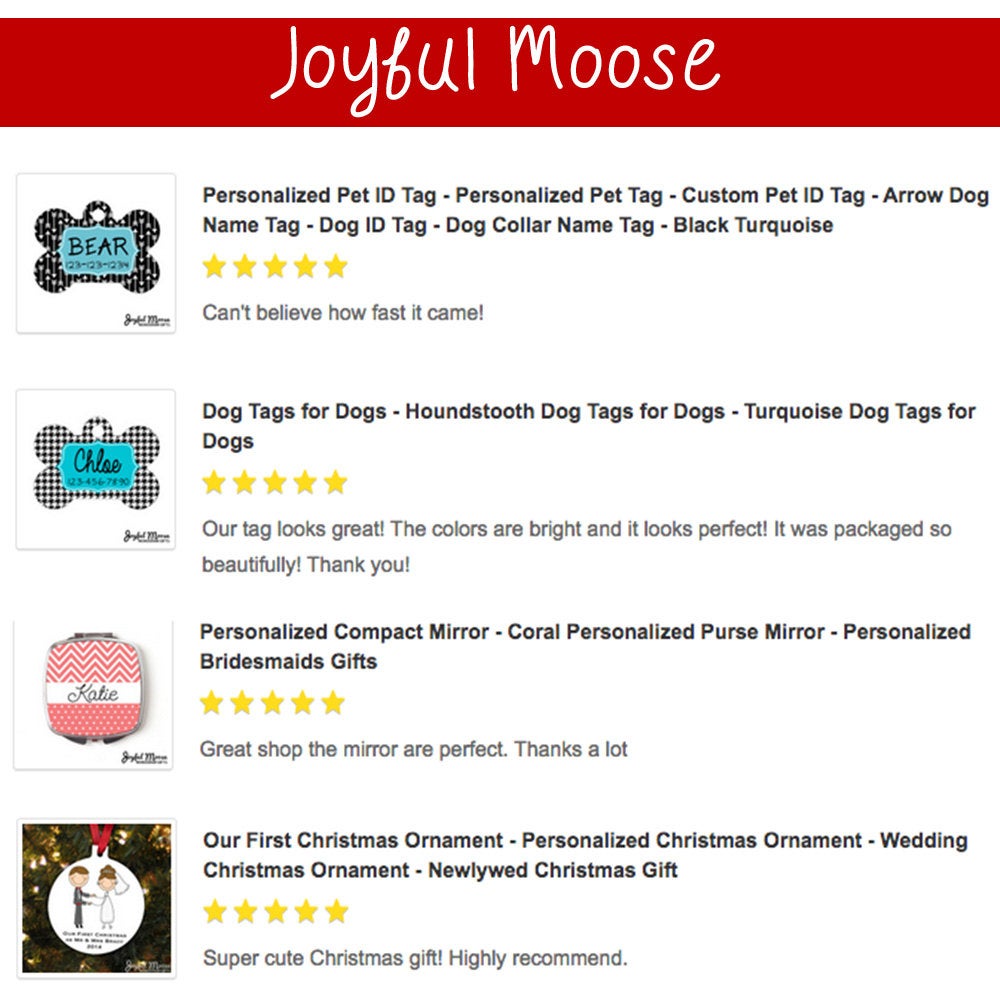 Joyful Moose
Personalized Pet ID Tag - Personalized Pet Tag - Custom Pet ID Tag - Arrow Dog
Name Tag - Dog ID Tag - Dog Collar Name Tag - Black Turquoise
BEAR
123-123-1234
Joyful Moose
Can't believe how fast it came!
Dog Tags for Dogs - Houndstooth Dog Tags for Dogs - Turquoise Dog Tags for
Dogs
Chloe
123-456-7890
Joyful Moose
Our tag looks great! The colors are bright and it looks perfect! It was packaged so
beautifully! Thank you!
Personalized Compact Mirror - Coral Personalized Purse Mirror - Personalized
Bridesmaids Gifts
Katie
Joyful Moose
Great shop the mirror are perfect. Thanks a lot
Our First Christmas Ornament - Personalized Christmas Ornament - Wedding
Christmas Ornament - Newlywed Christmas Gift
Our First Christmas
as Mr & Mrs
2014
Joyful Moose
Super cute Christmas gift! Highly recommend.